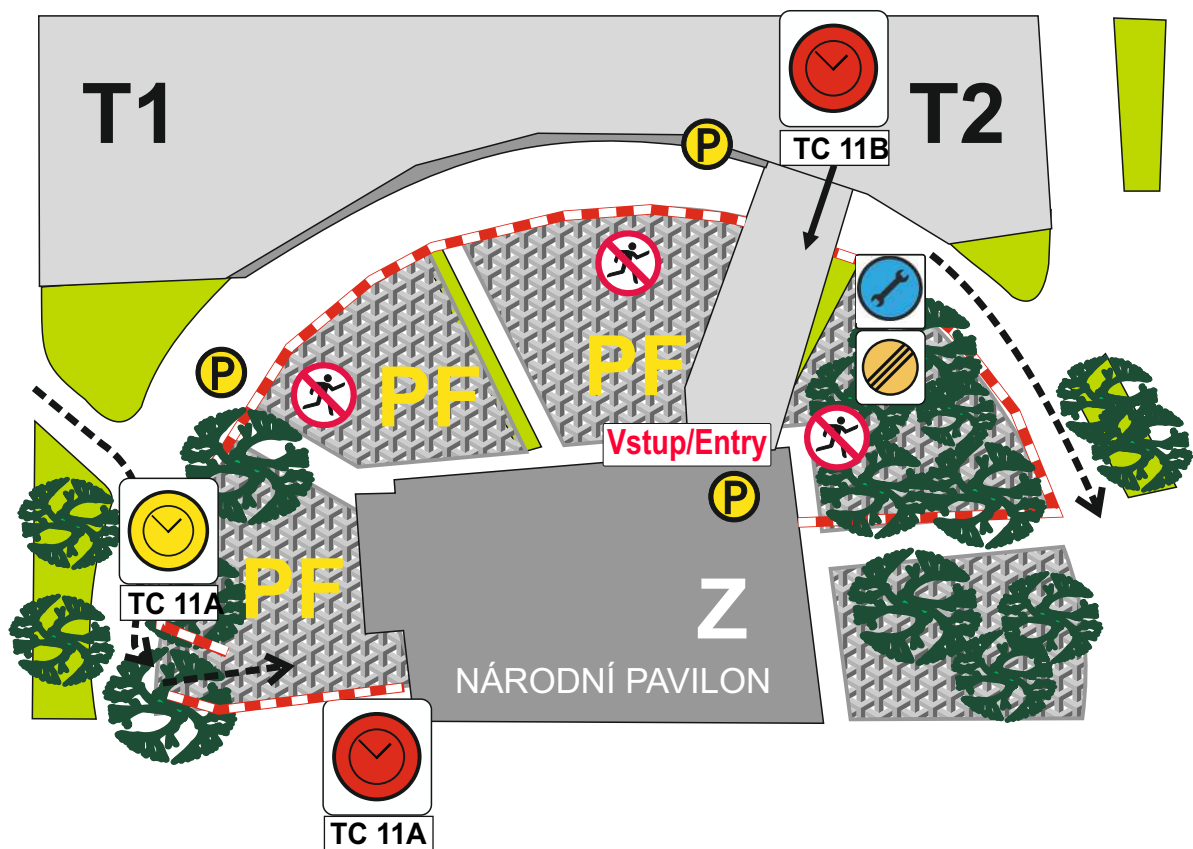 T1
T2
TC 11B
P
PF
PF
P
Vstup/Entry
P
TC 11A
PF
Z
NÁRODNÍ PAVILON
TC 11A